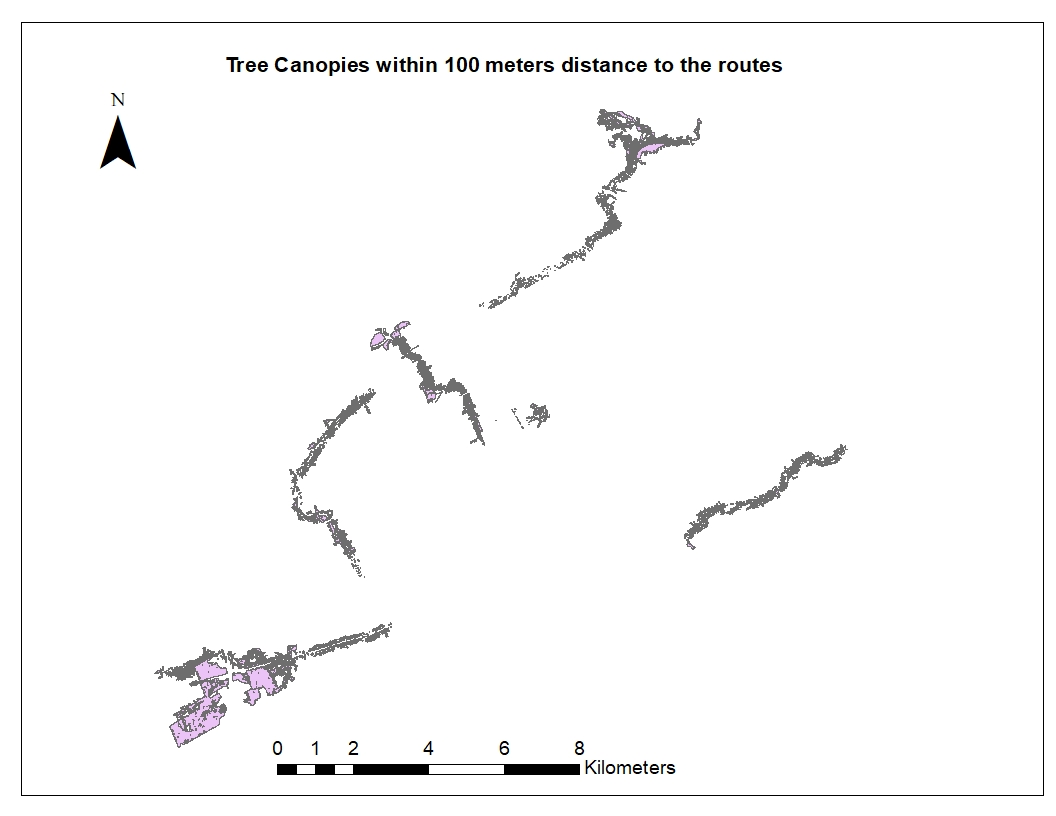 Tree Canopies within 100 meters distance to the routes
N
0 1 2 4 6 8
Kilometers